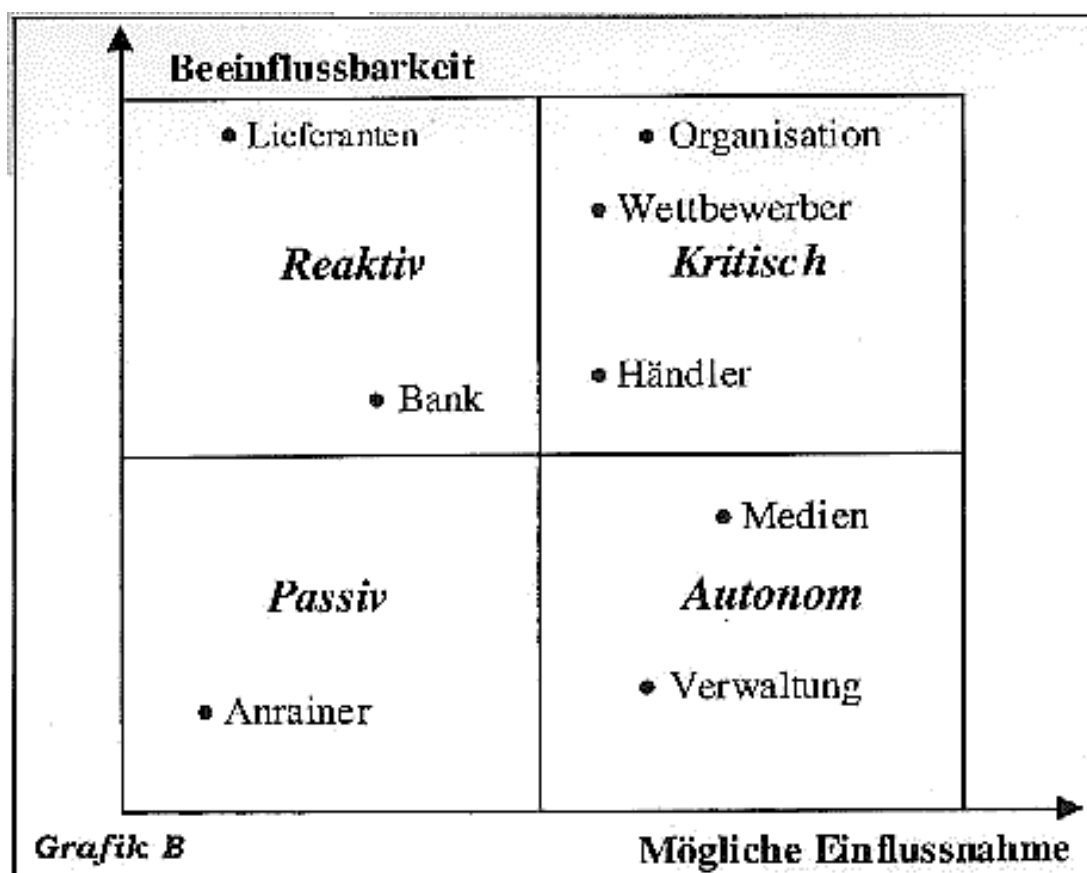 Beeinflussbarkeit
Lieferanten
Organisation
Wettbewerber
Reaktiv
Kritisch
Händler
Bank
Medien
Passiv
Autonom
Verwaltung
Anrainer
Grafik B
Mögliche Einflussnahme